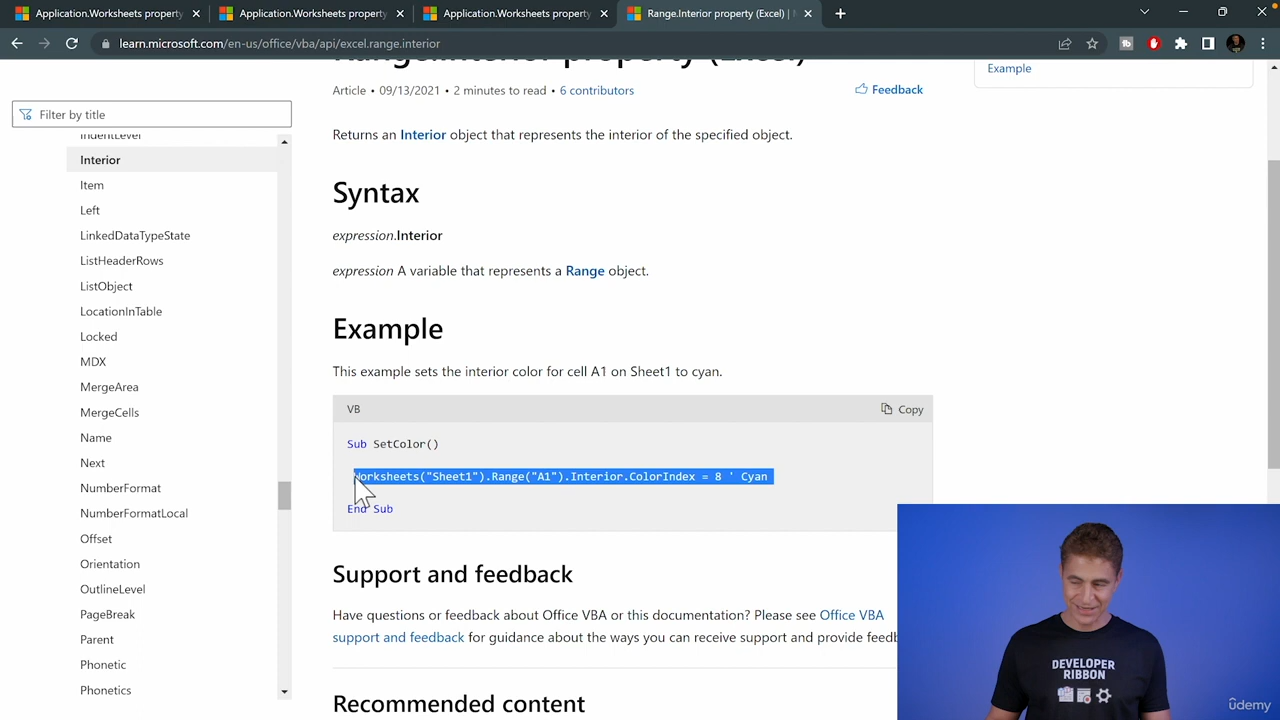 Application.Worksheets property
Application.Worksheets property
Application.Worksheets property
Range.Interior property (Excel) | M
learn.microsoft.com/en-us/office/vba/api/excel.range.interior
Range.Interior property (Excel)
Article • 09/13/2021 • 2 minutes to read • 6 contributors
Feedback
Example
Filter by title
IndentLevel
Interior
Item
Left
LinkedDataTypeState
ListHeaderRows
ListObject
LocationInTable
Locked
MDX
MergeArea
MergeCells
Name
Next
NumberFormat
NumberFormatLocal
Offset
Orientation
OutlineLevel
PageBreak
Parent
Phonetic
Phonetics
Returns an Interior object that represents the interior of the specified object.
Syntax
expression.Interior
expression A variable that represents a Range object.
Example
This example sets the interior color for cell A1 on Sheet1 to cyan.
VB
Copy
Sub SetColor()
Worksheets("Sheet1").Range("A1").Interior.ColorIndex = 8 ' Cyan
End Sub
Support and feedback
Have questions or feedback about Office VBA or this documentation? Please see Office VBA
support and feedback for guidance about the ways you can receive support and provide feedb
Recommended content
DEVELOPER
RIBBON
udemy